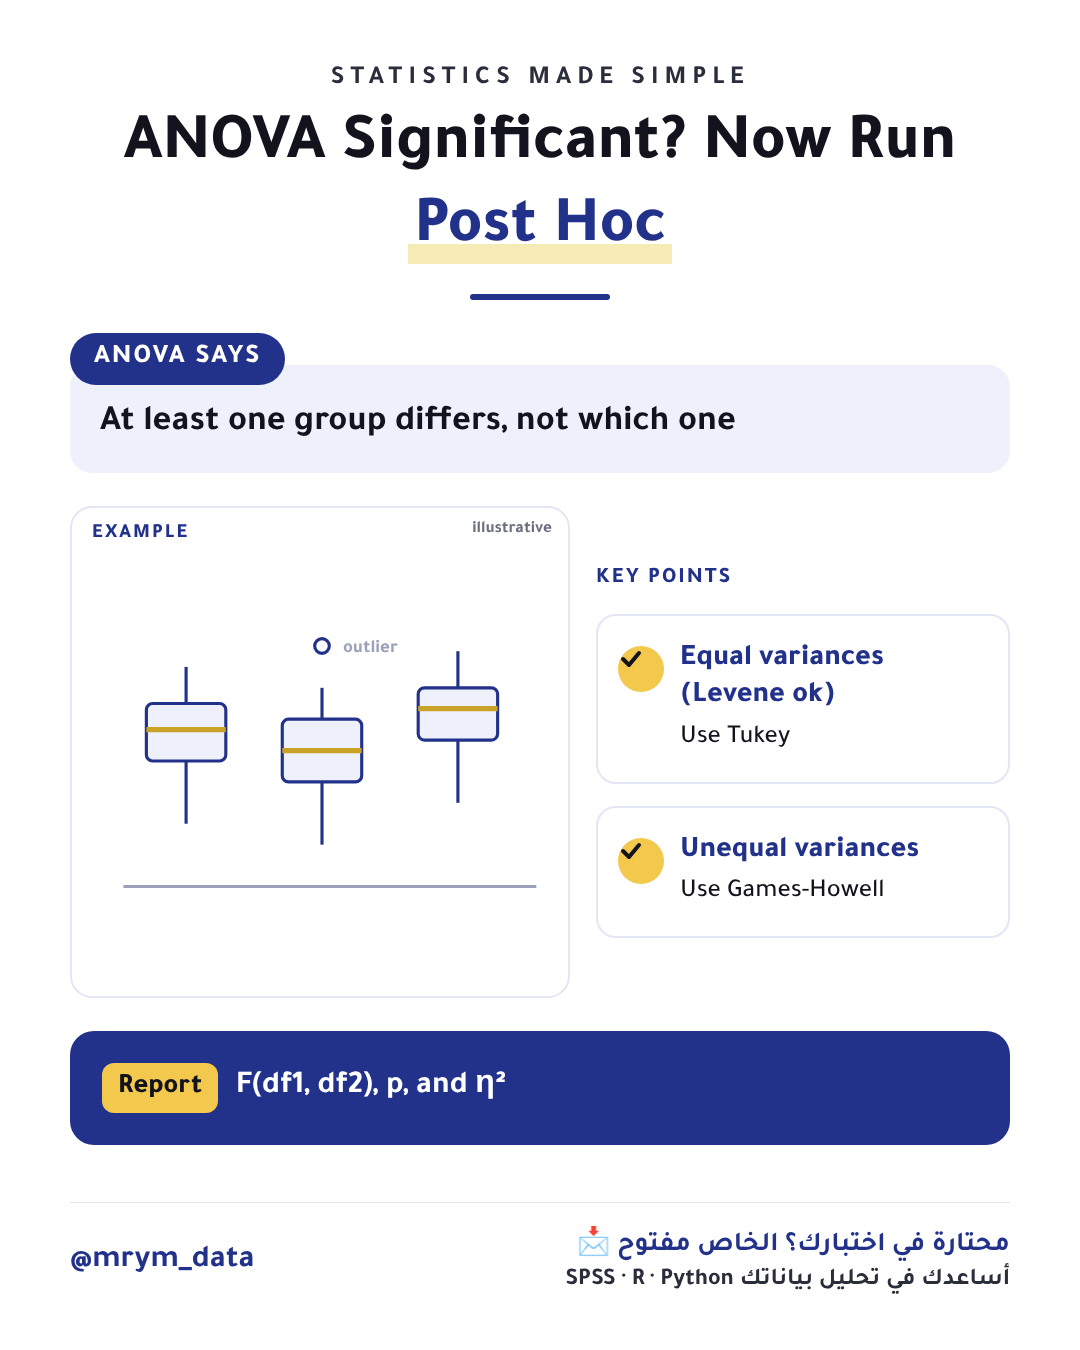 STATISTICS MADE SIMPLE
ANOVA Significant? Now Run
Post Hoc
ANOVA SAYS
At least one group differs, not which one
EXAMPLE
illustrative
outlier
KEY POINTS
Equal variances
(Levene ok)
Use Tukey
Unequal variances
Use Games-Howell
Report F(df1, df2), p, and η²
@mrym_data
محتارة في اختبارك؟ الخاص مفتوح 📩
أساعدك في تحليل بياناتك SPSS · R · Python